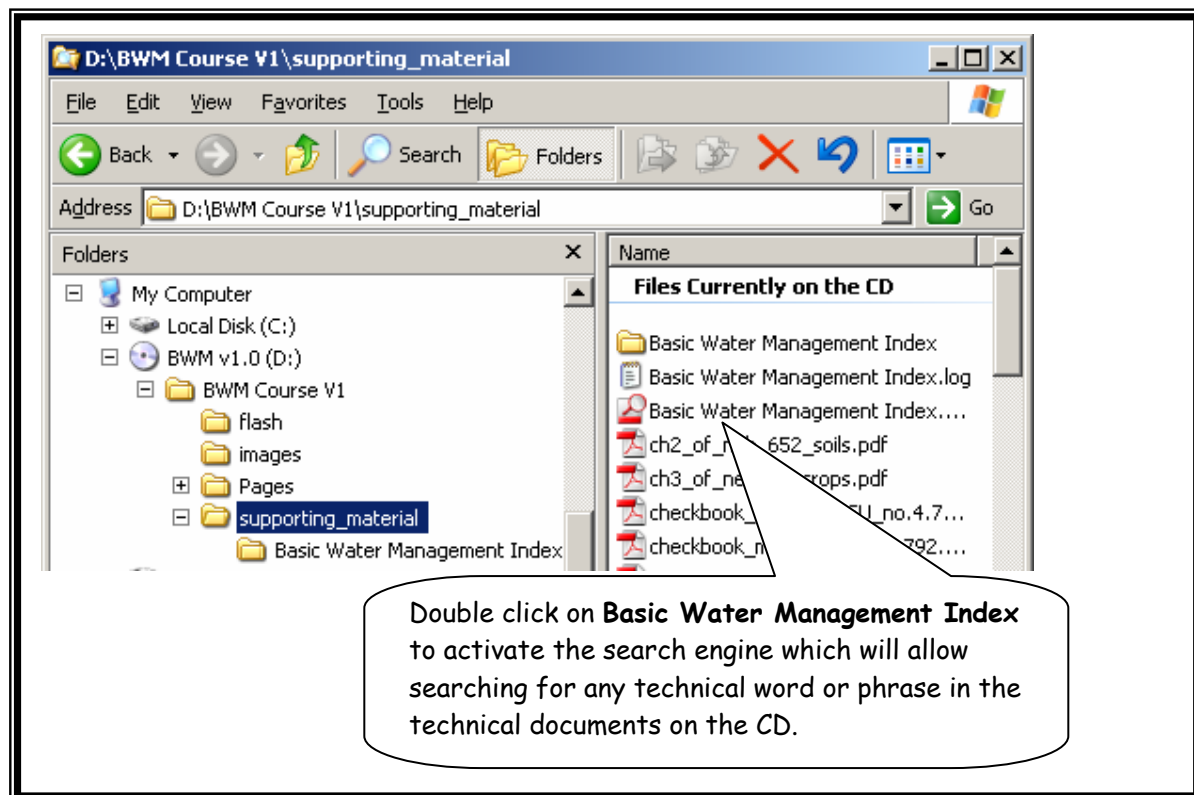 D:\BWM Course V1\supporting_material
File Edit View Favorites Tools Help
Back Search Folders
Address D:\BWM Course V1\supporting_material Go
Folders
My Computer
Local Disk (C:)
BWM v1.0 (D:)
BWM Course V1
flash
images
Pages
supporting_material
Basic Water Management Index
Name
Files Currently on the CD
Basic Water Management Index
Basic Water Management Index.log
Basic Water Management Index....
ch2_of_ 652_soils.pdf
ch3_of_ne rops.pdf
checkbook_ U_no.4.7...
checkbook_ 792....
Double click on Basic Water Management Index
to activate the search engine which will allow
searching for any technical word or phrase in the
technical documents on the CD.